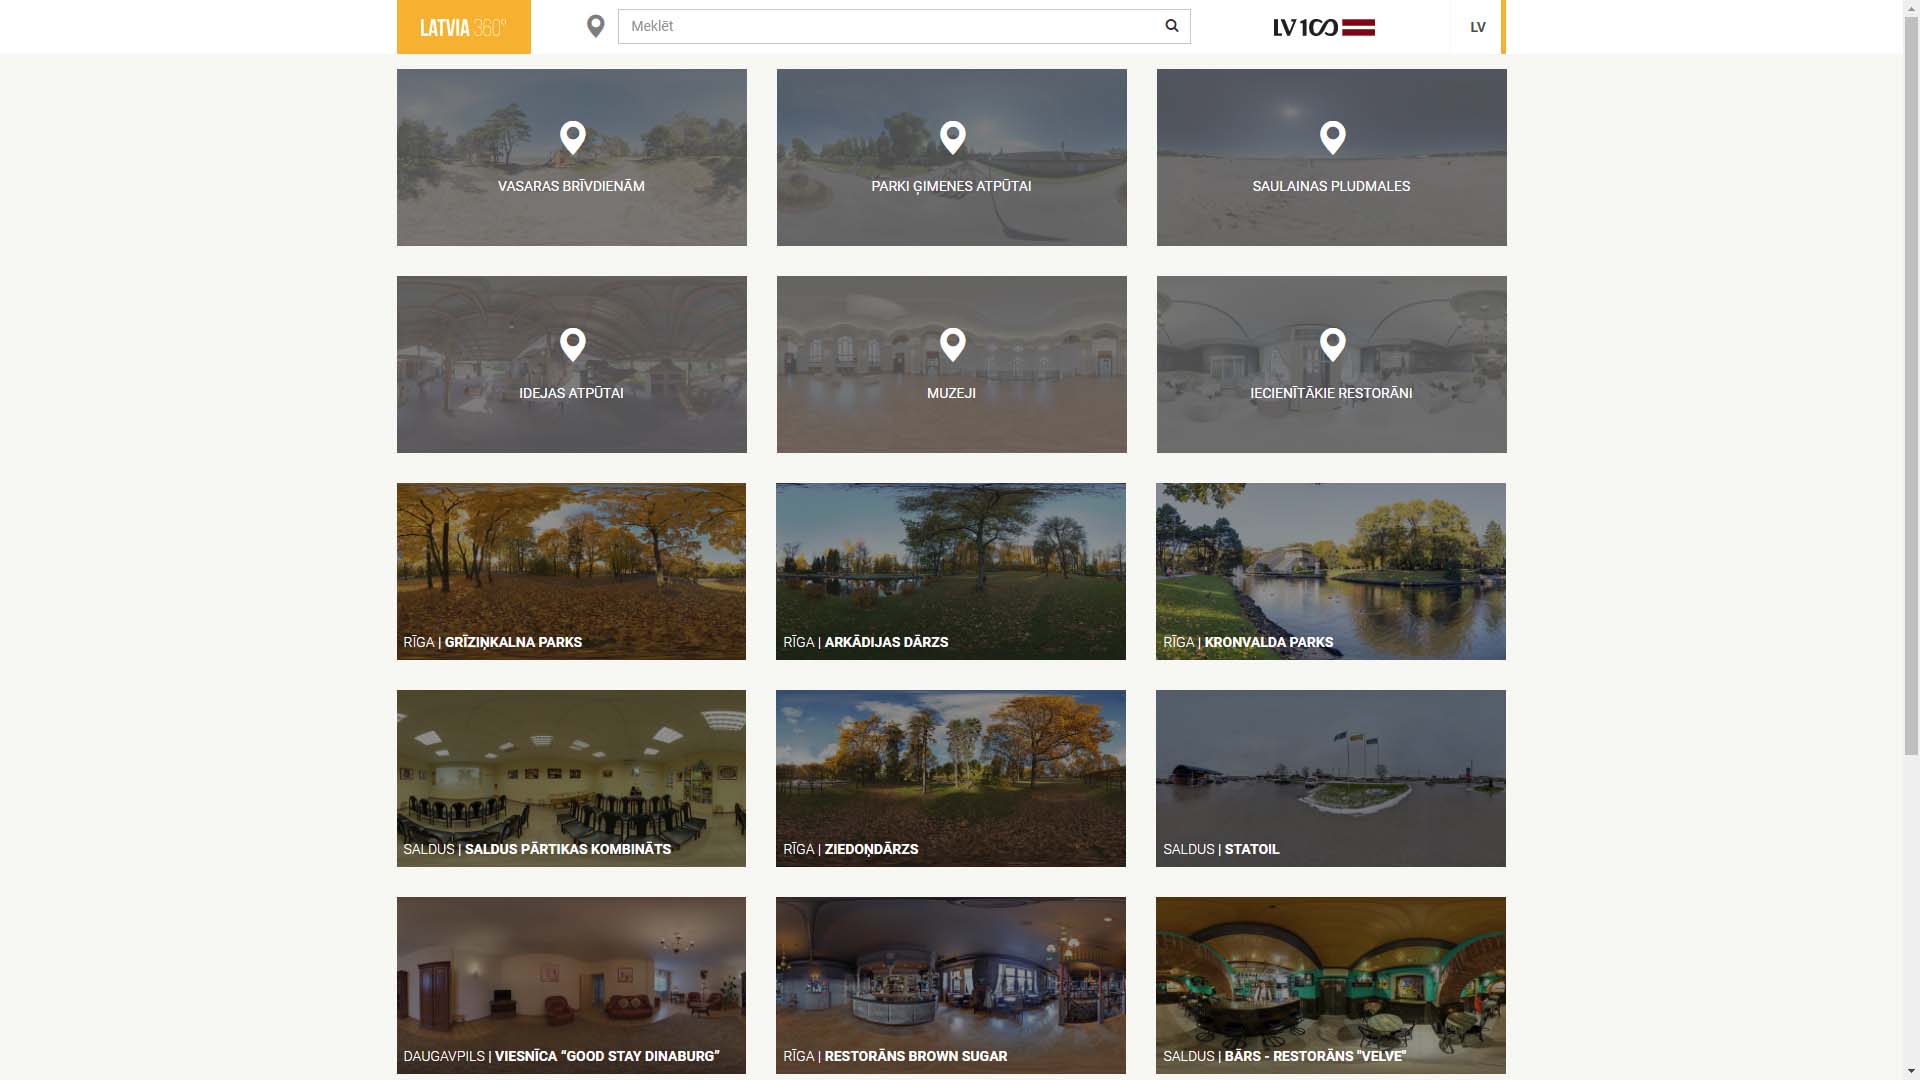 LATVIA 360°
Meklēt
LV100
LV
VASARAS BRĪVDIENĀM
PARKI ĢIMENES ATPŪTAI
SAULAINAS PLUDMALES
IDEJAS ATPŪTAI
MUZEJI
IECIENĪTĀKIE RESTORĀNI
RĪGA | GRĪZIŅKALNA PARKS
RĪGA | ARKĀDIJAS DĀRZS
RĪGA | KRONVALDA PARKS
SALDUS | SALDUS PĀRTIKAS KOMBINĀTS
RĪGA | ZIEDOŅDĀRZS
SALDUS | STATOIL
DAUGAVPILS | VIESNĪCA “GOOD STAY DINABURG”
RĪGA | RESTORĀNS BROWN SUGAR
SALDUS | BĀRS - RESTORĀNS "VELVE"